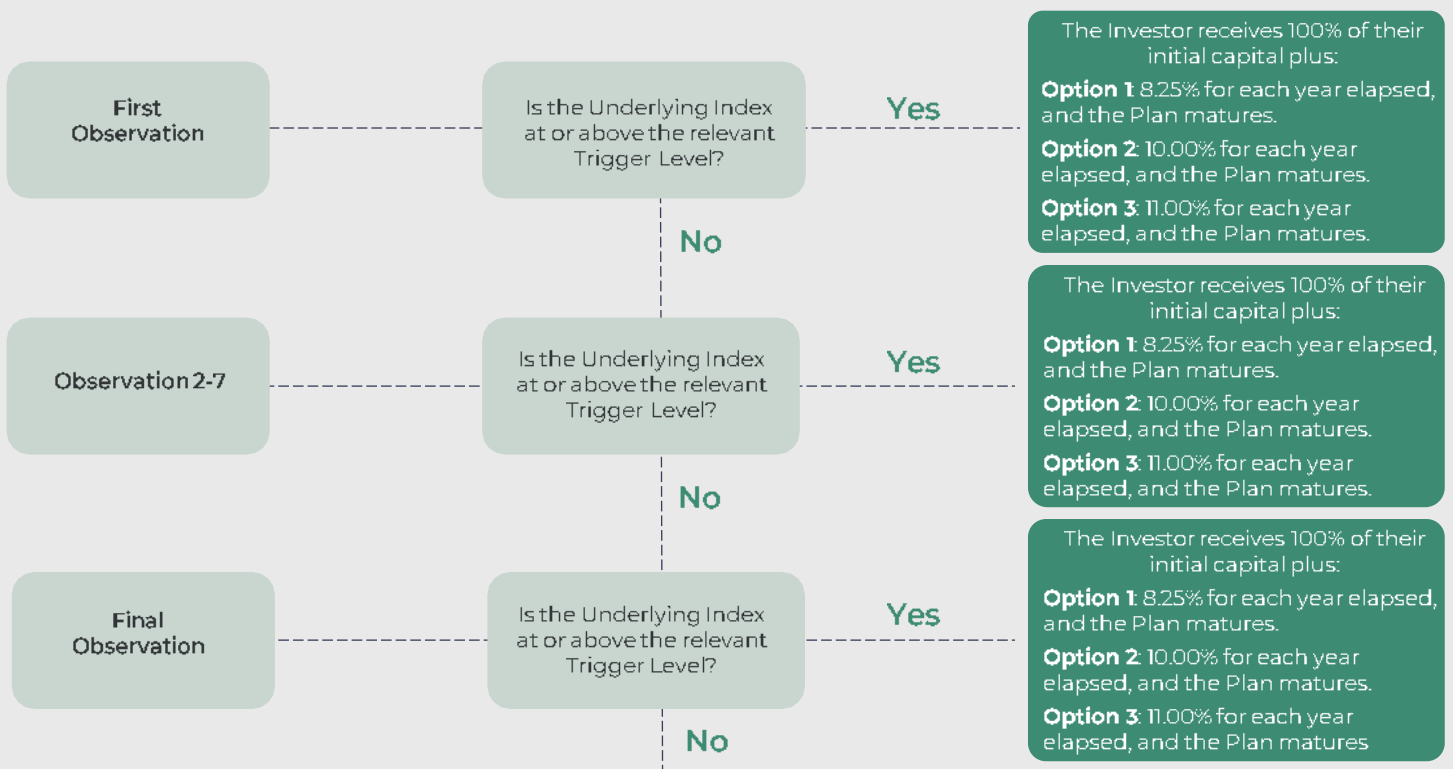 First
Observation
Is the Underlying Index
at or above the relevant
Trigger Level?
Yes
The Investor receives 100% of their
initial capital plus:
Option 1: 8.25% for each year elapsed,
and the Plan matures.
Option 2: 10.00% for each year
elapsed, and the Plan matures.
Option 3: 11.00% for each year
elapsed, and the Plan matures.
No
Observation 2-7
Is the Underlying Index
at or above the relevant
Trigger Level?
Yes
The Investor receives 100% of their
initial capital plus:
Option 1: 8.25% for each year elapsed,
and the Plan matures.
Option 2: 10.00% for each year
elapsed, and the Plan matures.
Option 3: 11.00% for each year
elapsed, and the Plan matures.
No
Final
Observation
Is the Underlying Index
at or above the relevant
Trigger Level?
Yes
The Investor receives 100% of their
initial capital plus:
Option 1: 8.25% for each year elapsed,
and the Plan matures.
Option 2: 10.00% for each year
elapsed, and the Plan matures.
Option 3: 11.00% for each year
elapsed, and the Plan matures
No